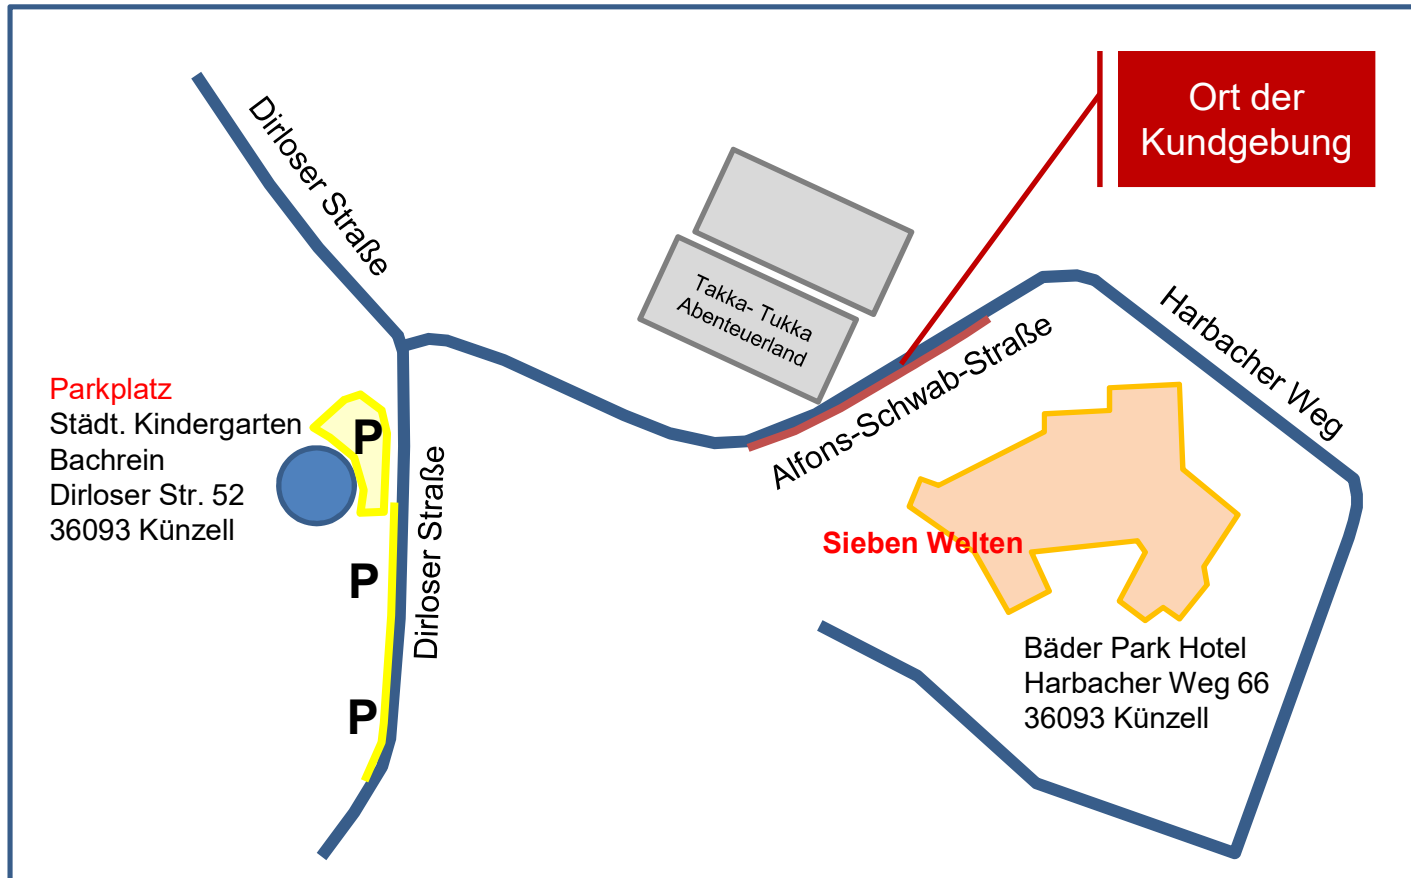 Ort der
Kundgebung
Dirloser Straße
Takka- Tukka
Abenteuerland
Harbacher Weg
Alfons-Schwab-Straße
Parkplatz
Städt. Kindergarten
Bachrein
Dirloser Str. 52
36093 Künzell
P
P
P
Dirloser Straße
Sieben Welten
Bäder Park Hotel
Harbacher Weg 66
36093 Künzell